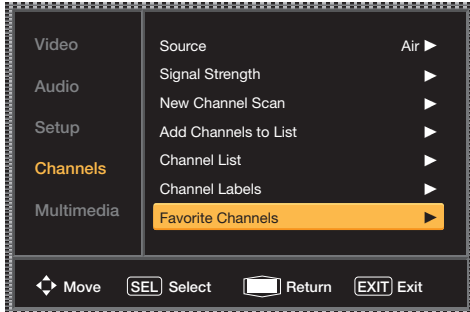 Video
Audio
Setup
Channels
Multimedia
Source Air
Signal Strength
New Channel Scan
Add Channels to List
Channel List
Channel Labels
Favorite Channels
Move SEL Select Return EXIT Exit